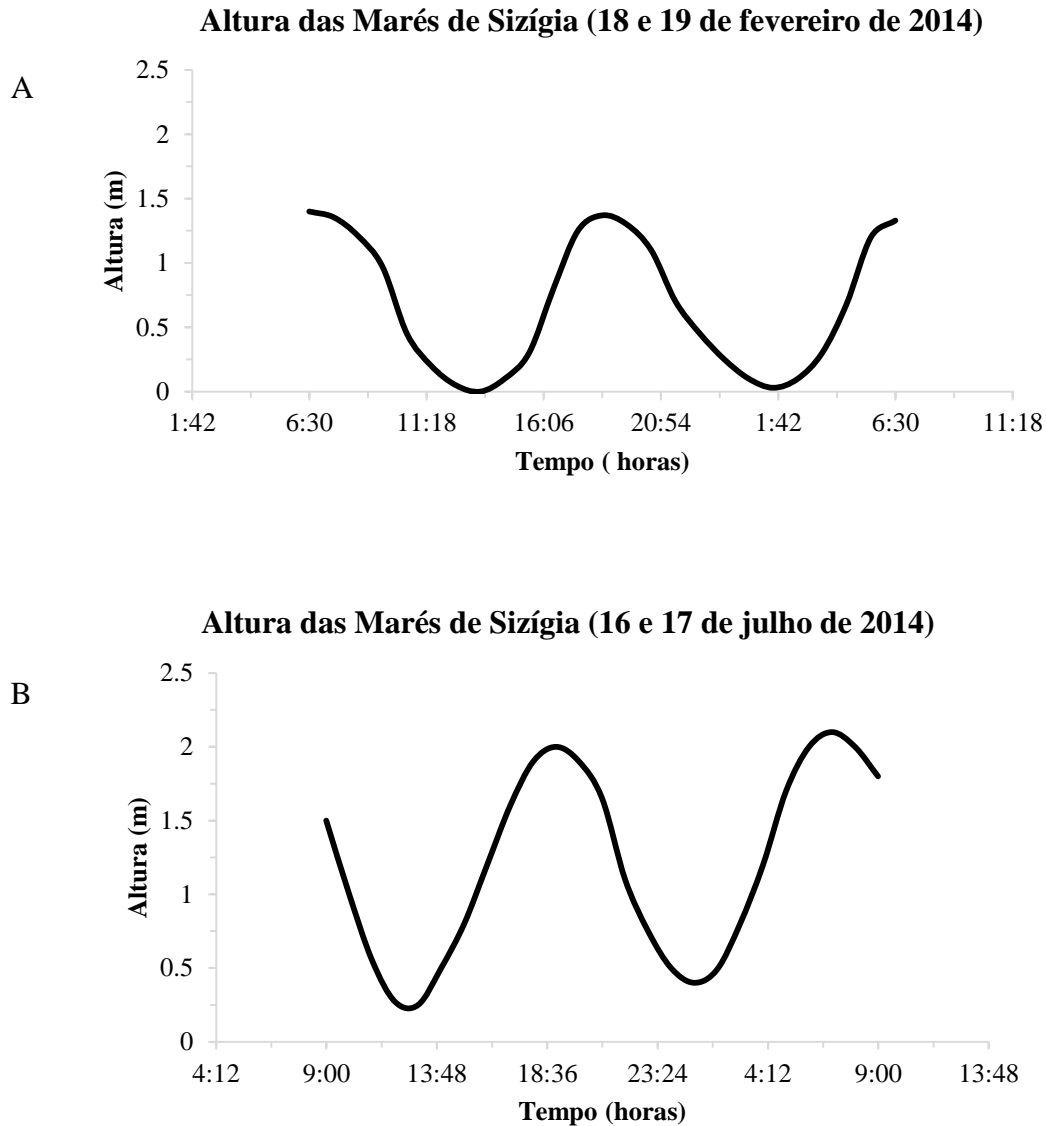 Altura das Marés de Sizígia (18 e 19 de fevereiro de 2014)
A
2.5
2
1.5
1
0.5
0
Altura (m)
1:42 6:30 11:18 16:06 20:54 1:42 6:30 11:18
Tempo ( horas)
Altura das Marés de Sizígia (16 e 17 de julho de 2014)
B
2.5
2
1.5
1
0.5
0
Altura (m)
4:12 9:00 13:48 18:36 23:24 4:12 9:00 13:48
Tempo (horas)